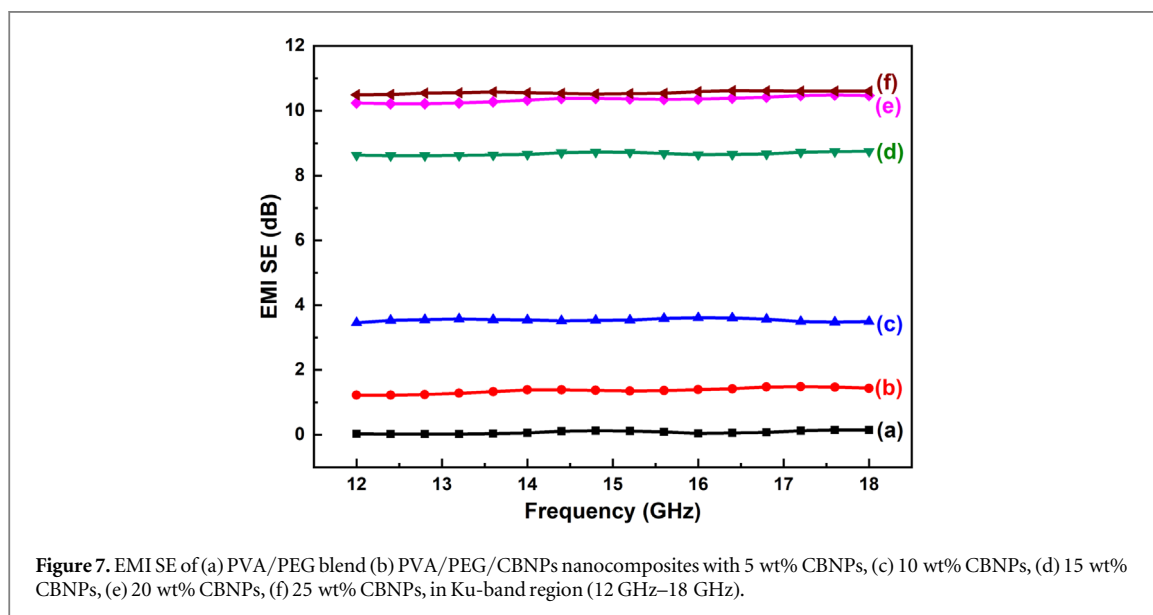 12
10
8
6
4
2
0
EMI SE (dB)
(f)
(e)
(d)
(c)
(b)
(a)
12 13 14 15 16 17 18
Frequency (GHz)
Figure 7. EMI SE of (a) PVA/PEG blend (b) PVA/PEG/CBNPs nanocomposites with 5 wt% CBNPs, (c) 10 wt% CBNPs, (d) 15 wt%
CBNPs, (e) 20 wt% CBNPs, (f) 25 wt% CBNPs, in Ku-band region (12 GHz–18 GHz).